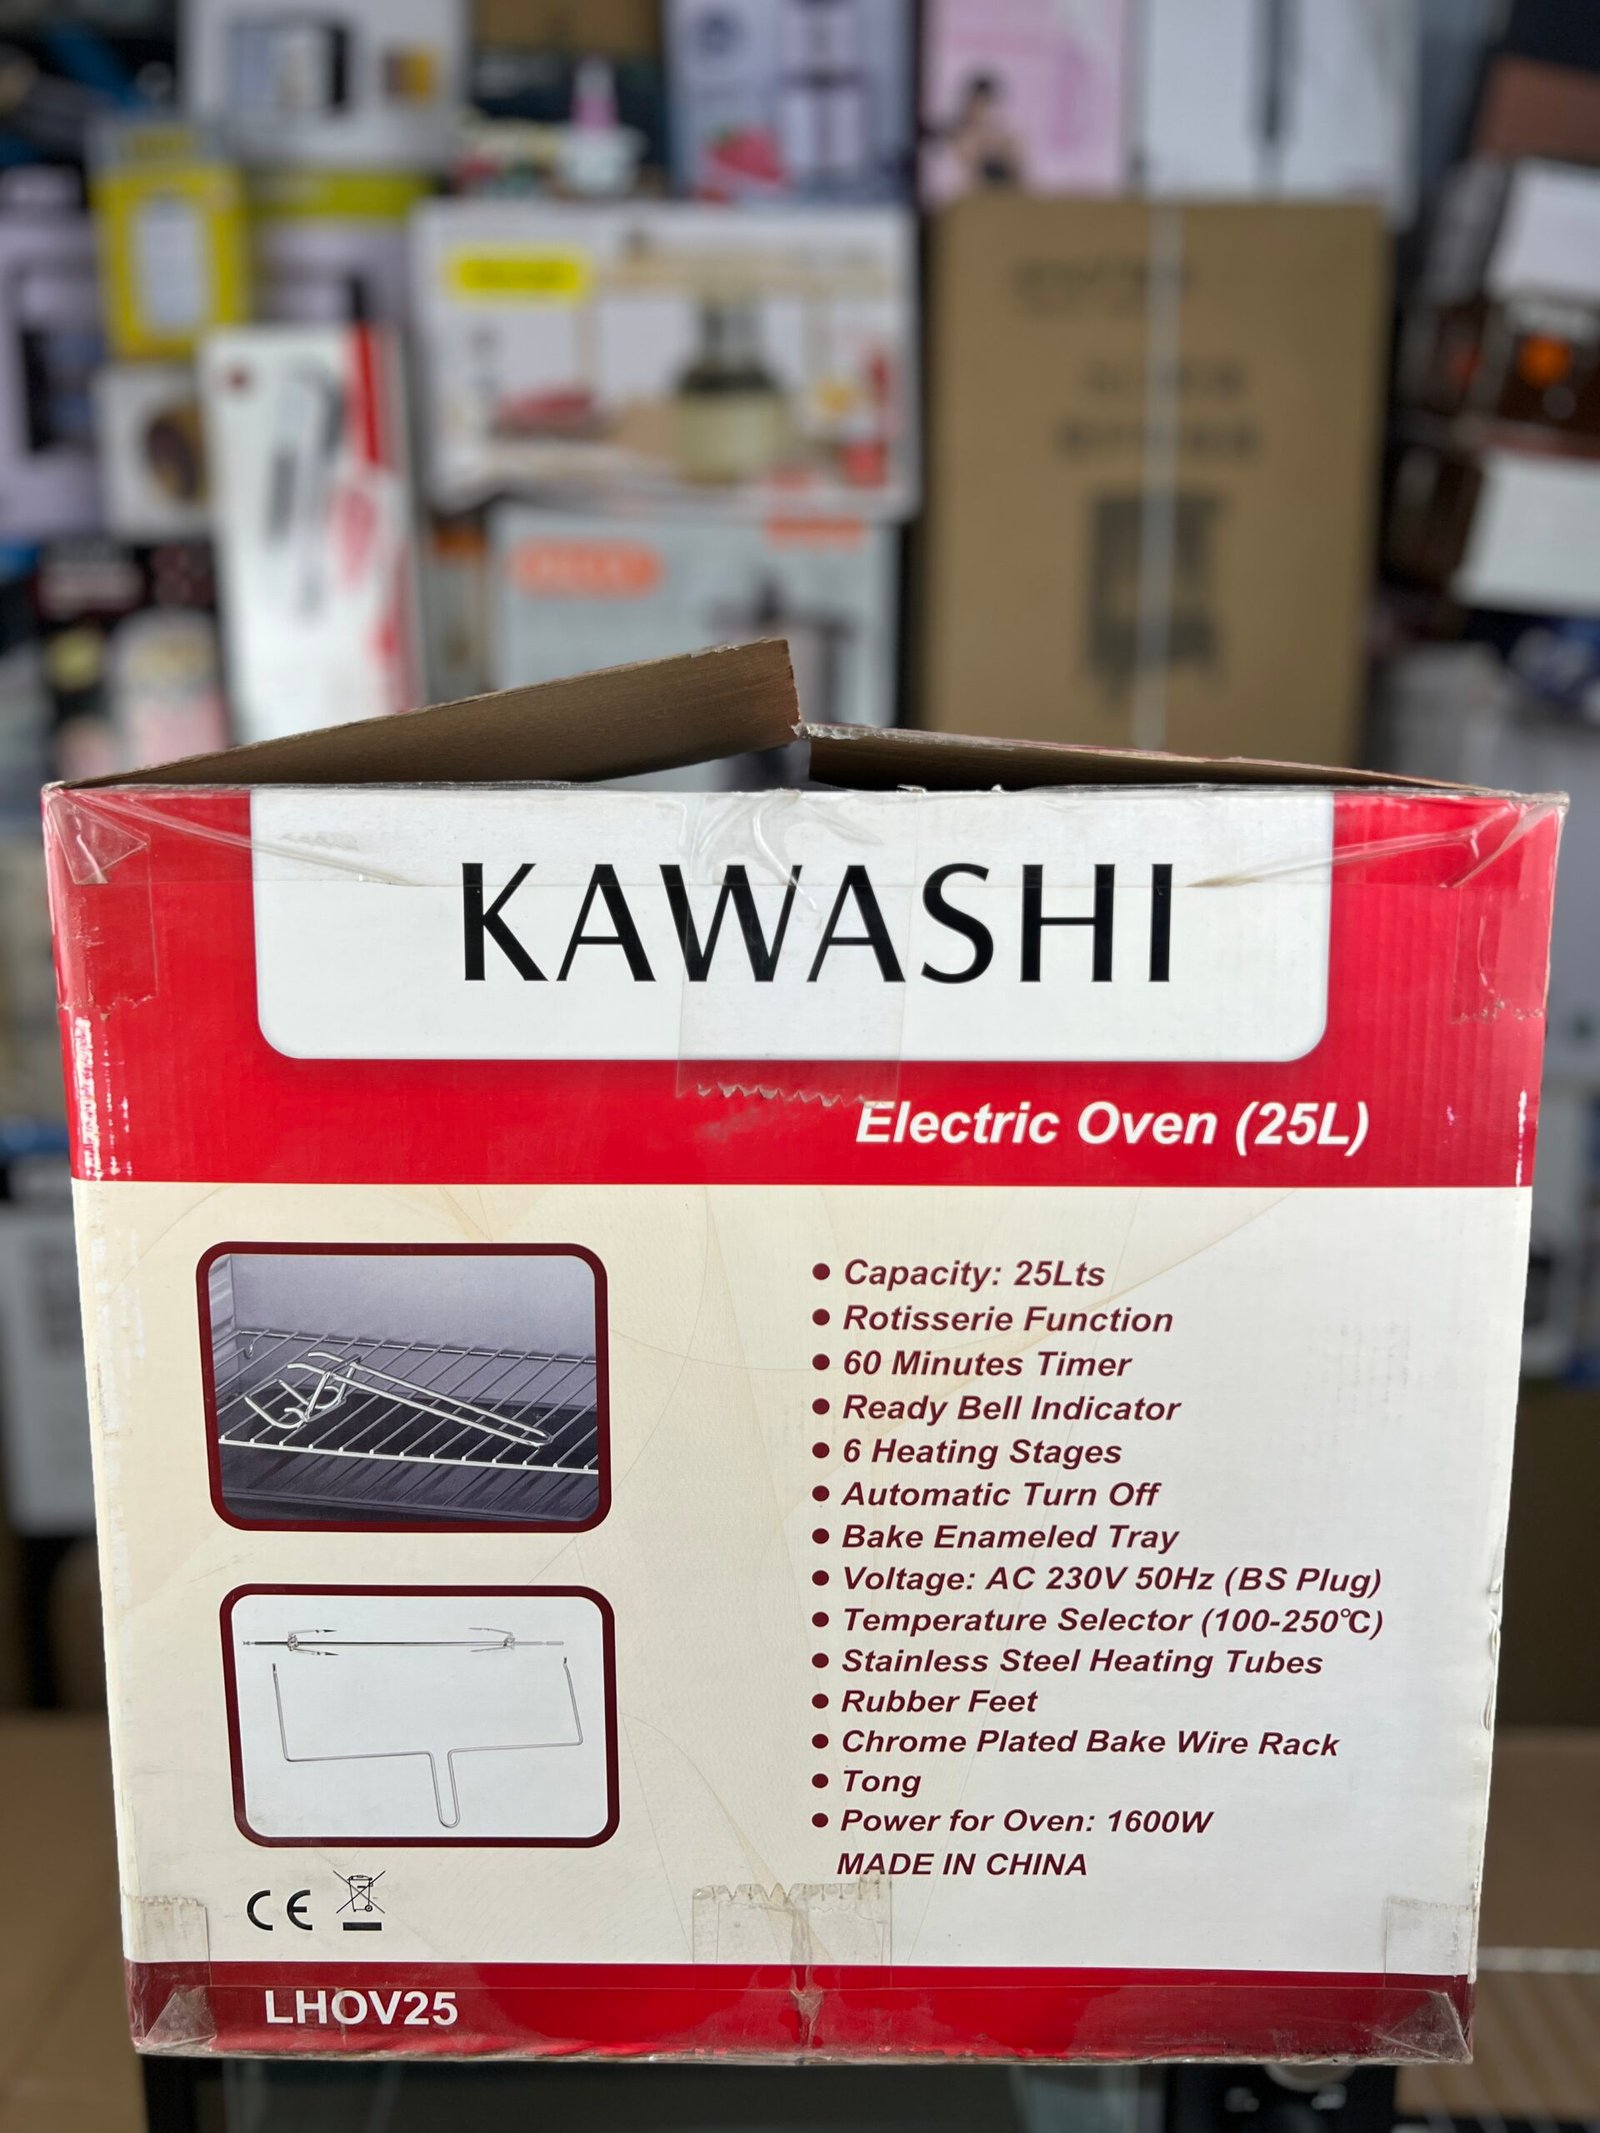 KAWASHI
Electric Oven (25L)
● Capacity: 25Lts
● Rotisserie Function
● 60 Minutes Timer
● Ready Bell Indicator
● 6 Heating Stages
● Automatic Turn Off
● Bake Enameled Tray
● Voltage: AC 230V 50Hz (BS Plug)
● Temperature Selector (100-250℃)
● Stainless Steel Heating Tubes
● Rubber Feet
● Chrome Plated Bake Wire Rack
● Tong
● Power for Oven: 1600W
MADE IN CHINA
CE
LHOV25